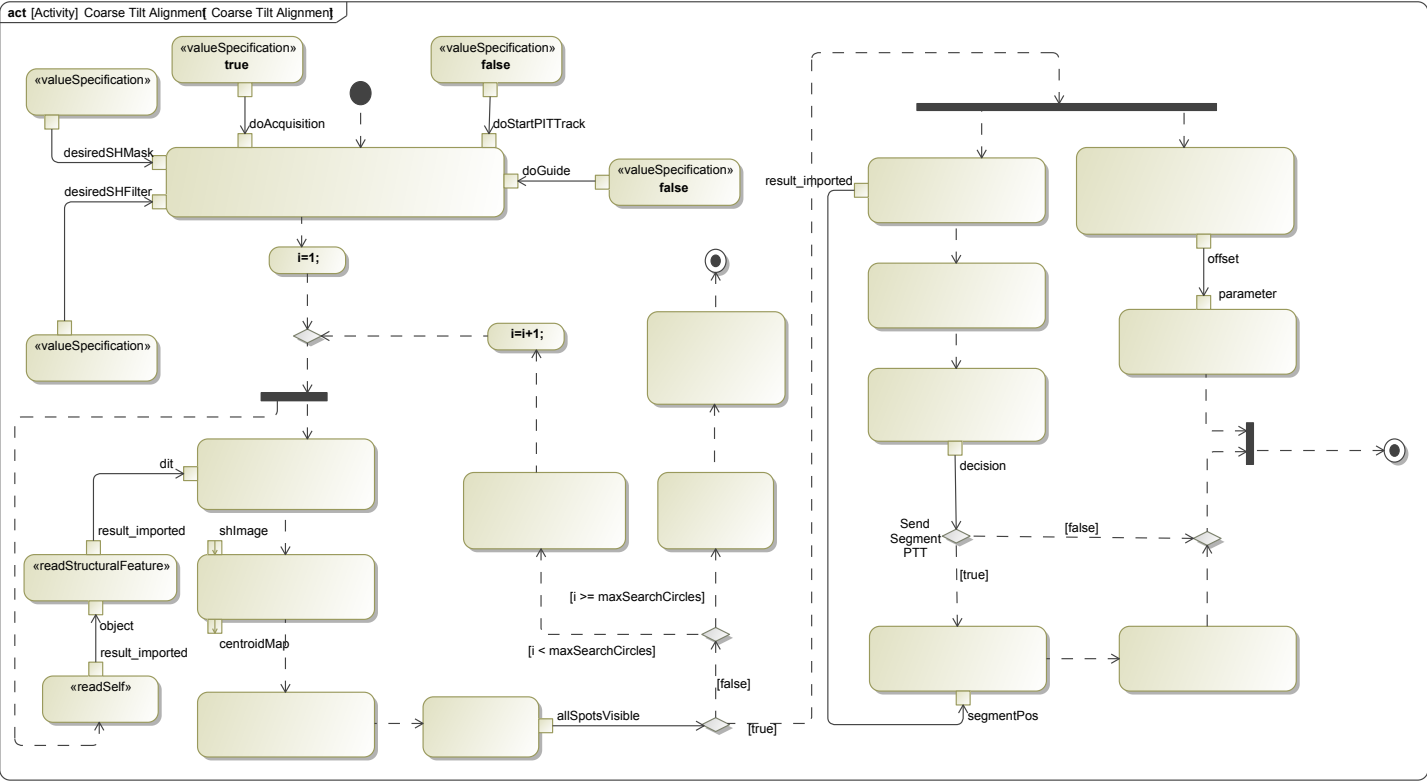 act [Activity] Coarse Tilt Alignment[ Coarse Tilt Alignment]
«valueSpecification»
true
«valueSpecification»
false
«valueSpecification»
doAcquisition
doStartPITTrack
desiredSHMask
desiredSHFilter
doGuide
«valueSpecification»
false
«valueSpecification»
i=1;
i=i+1;
dit
result_imported
«readStructuralFeature»
object
result_imported
«readSelf»
shImage
centroidMap
allSpotsVisible
[i >= maxSearchCircles]
[i < maxSearchCircles]
[false]
[true]
result_imported
offset
parameter
decision
Send
Segment
PTT
[false]
[true]
segmentPos